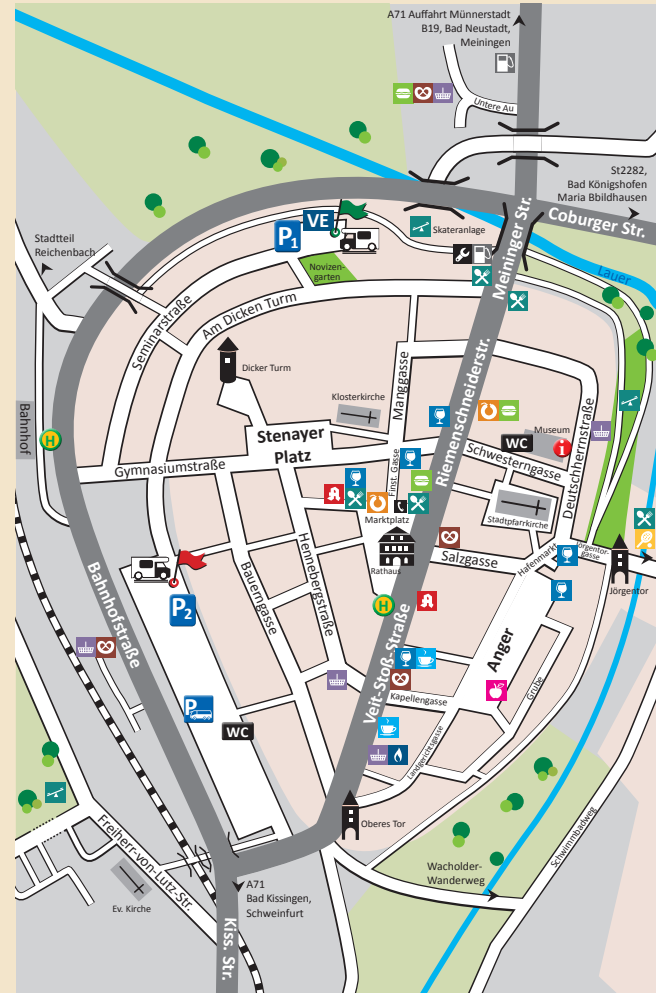 A71 Auffahrt Münnerstadt
B19, Bad Neustadt,
Meiningen
Untere Au
St2282,
Bad Königshofen
Maria Bbildhausen
Coburger Str.
Meininger Str.
Lauer
Stadtteil
Reichenbach
VE
P1
Skateranlage
Novizen-
garten
Seminarstraße
Am Dicken Turm
Dicker Turm
Klosterkirche
Manggasse
Riemenschneiderstr.
Bahnhof
H
Stenayer
Platz
WC
Museum
i
Gymnasiumstraße
Finst. Gasse
Schwesterngasse
Deutschherrnstraße
A
Marktplatz
Stadtpfarrkirche
Rathaus
Salzgasse
Hafenmarkt
Jörgentor-
gasse
Jörgentor
Bahnhofstraße
P2
Bauerngasse
Hennebergstraße
H
A
Veit-Stoß-Straße
Anger
Grube
Kapellengasse
Landgerichtsgasse
P
WC
Oberes Tor
Schwimmbadweg
Wacholder-
Wanderweg
Freiherr-von-Lutz-Str.
Ev. Kirche
A71
Bad Kissingen,
Schweinfurt
Kiss. Str.